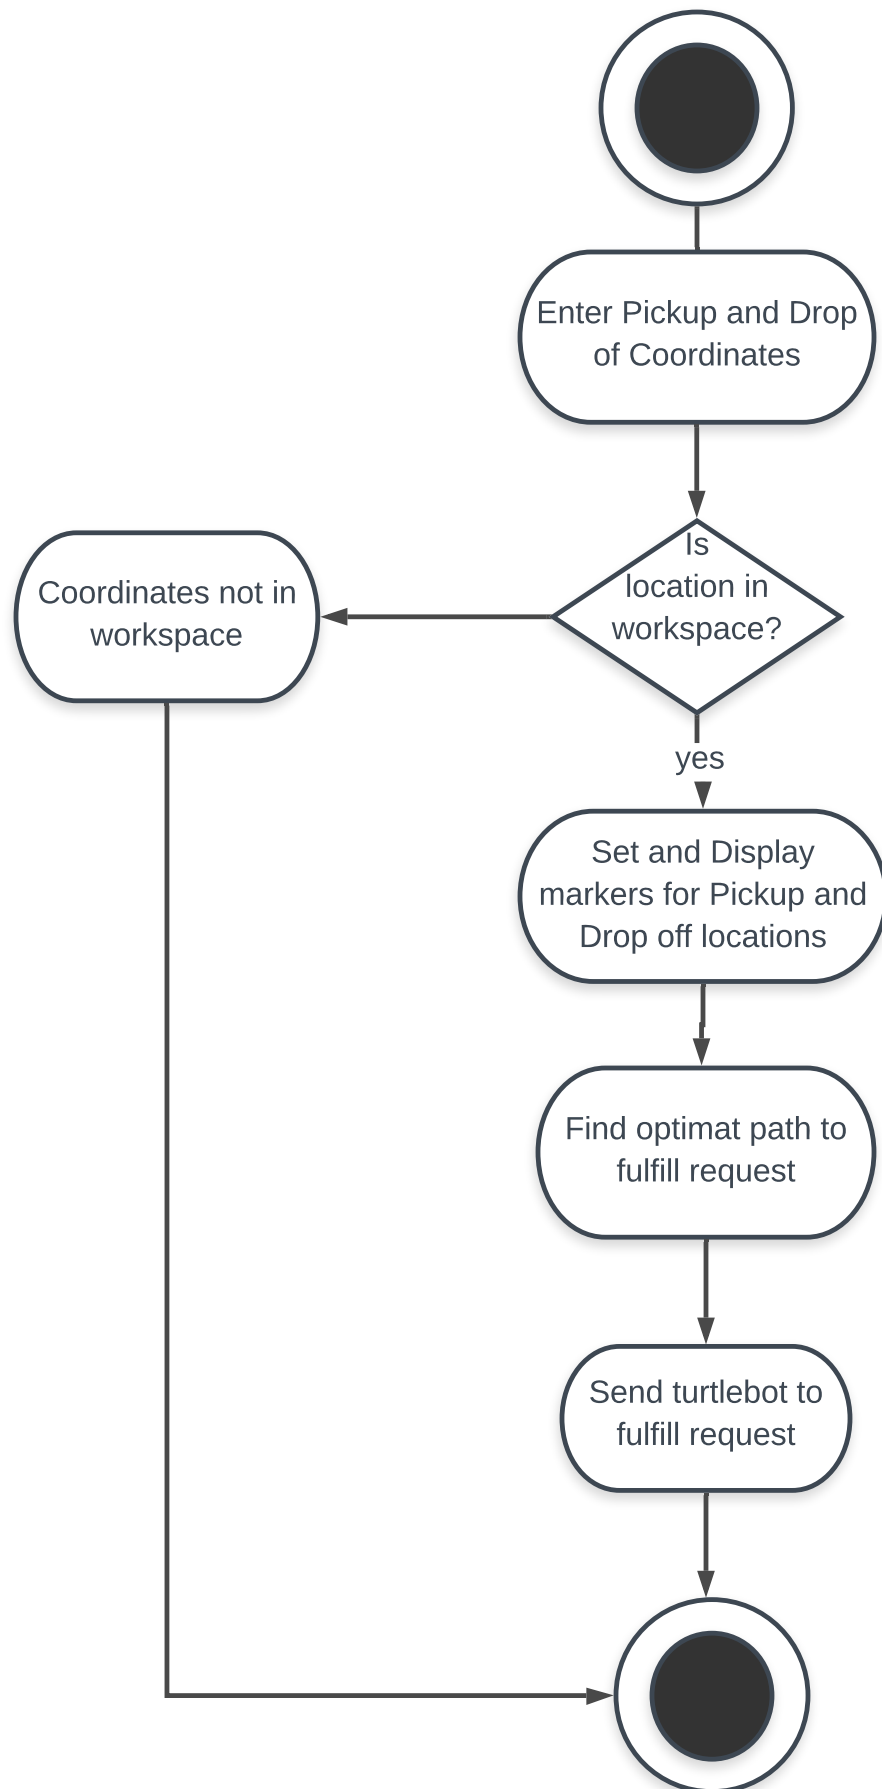 Enter Pickup and Drop
of Coordinates
Is
location in
workspace?
Coordinates not in
workspace
yes
Set and Display
markers for Pickup and
Drop off locations
Find optimat path to
fulfill request
Send turtlebot to
fulfill request